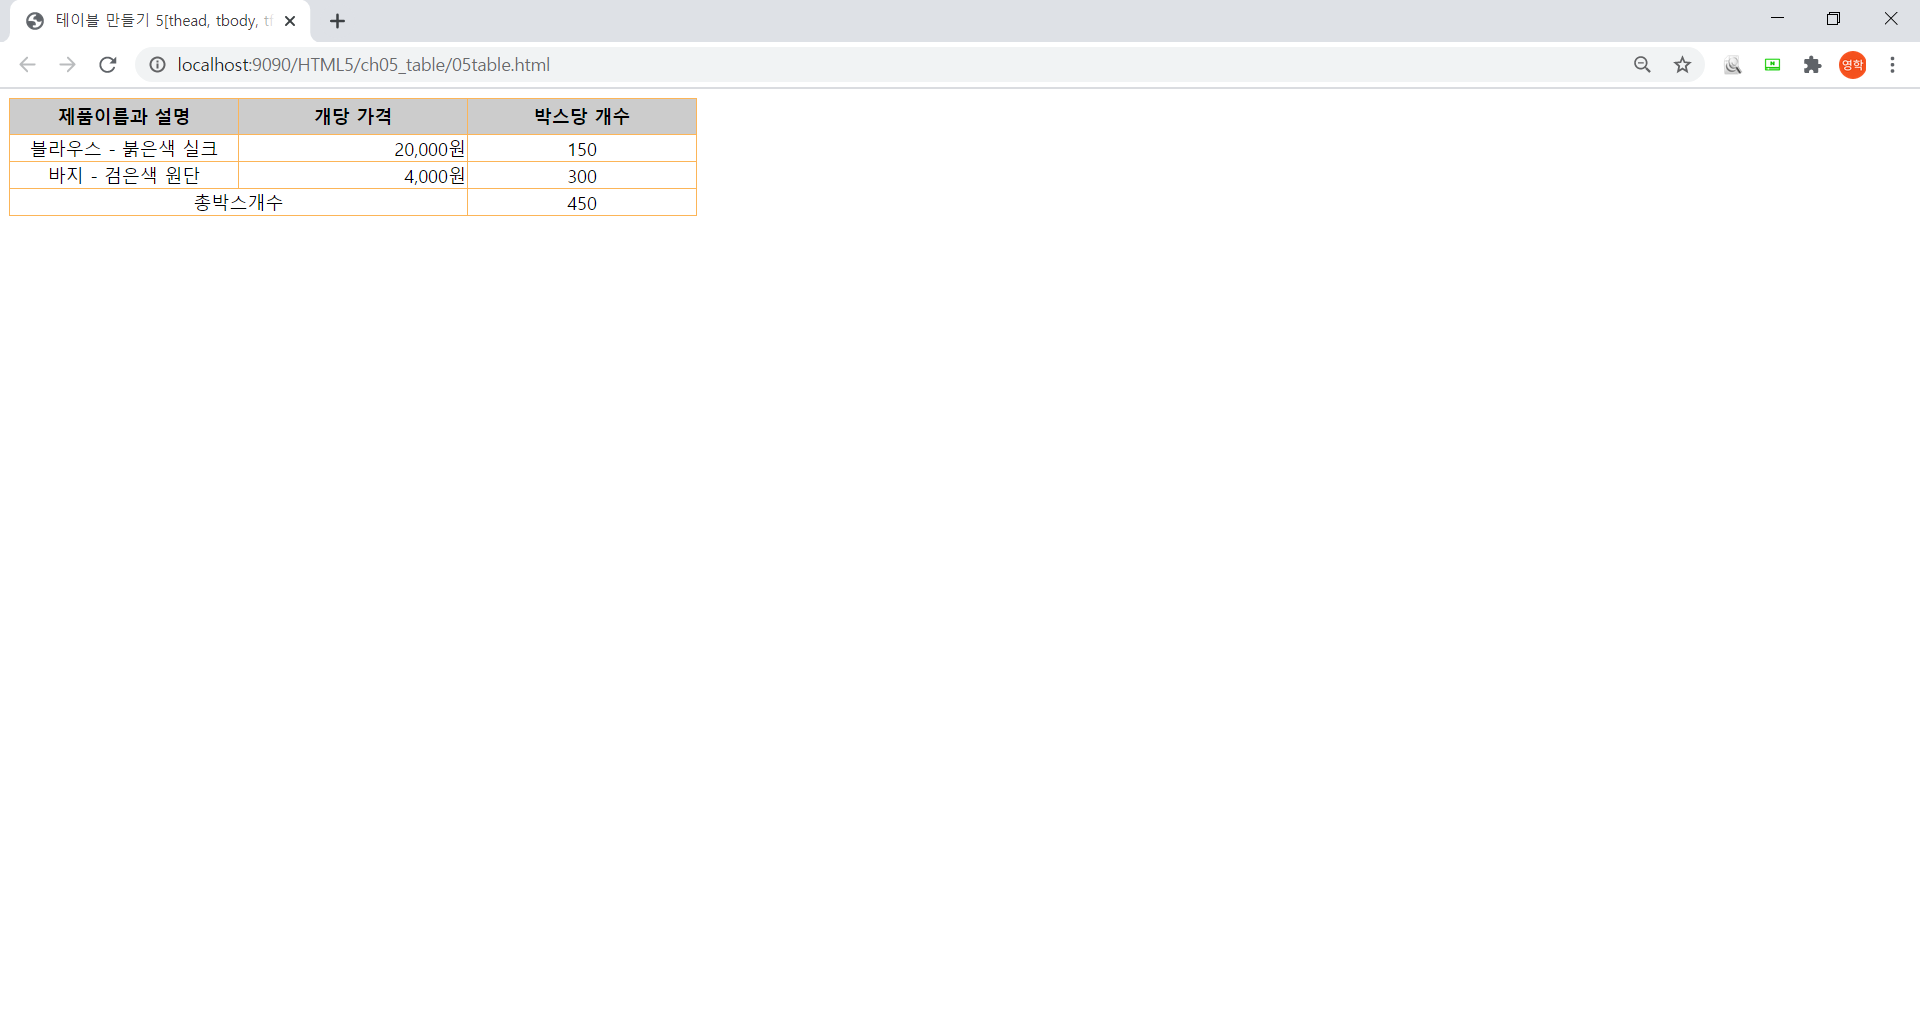 테이블 만들기 5[thead, tbody, tf
localhost:9090/HTML5/ch05_table/05table.html
영학
제품이름과 설명 개당 가격 박스당 개수
블라우스 - 붉은색 실크 20,000원 150
바지 - 검은색 원단 4,000원 300
총박스개수 450